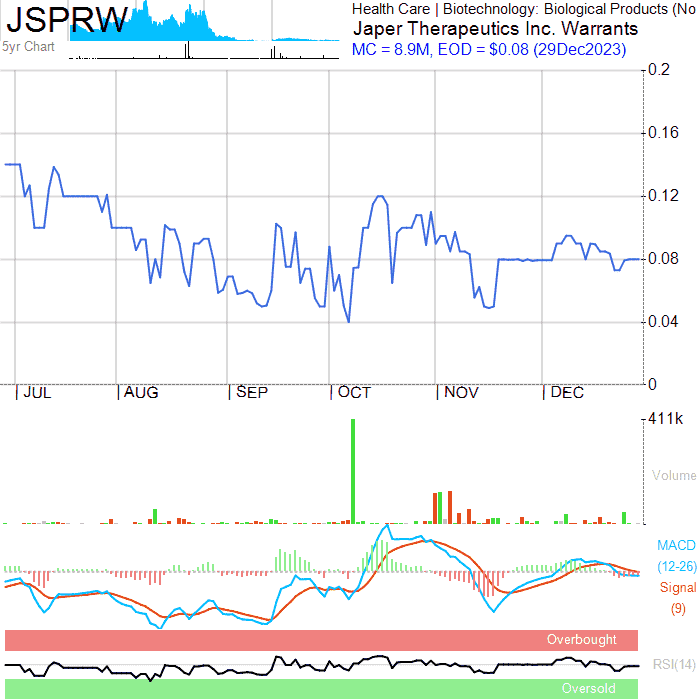 JSPRW
5yr Chart
Health Care | Biotechnology: Biological Products (No
Japer Therapeutics Inc. Warrants
MC = 8.9M, EOD = $0.08 (29Dec2023)
0.2
0.16
0.12
0.08
0.04
0
JUL AUG SEP OCT NOV DEC
411k
Volume
MACD
(12-26)
Signal
(9)
Overbought
RSI(14)
Oversold